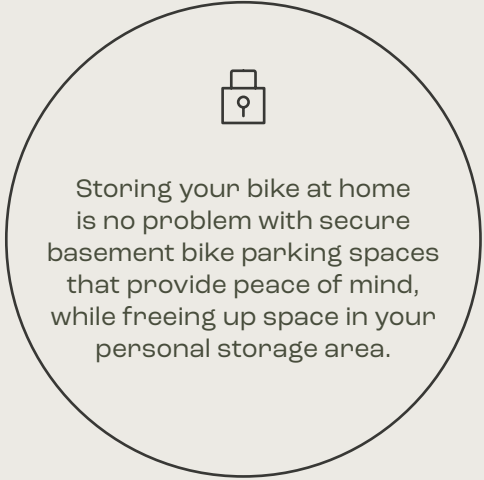 Storing your bike at home
is no problem with secure
basement bike parking spaces
that provide peace of mind,
while freeing up space in your
personal storage area.